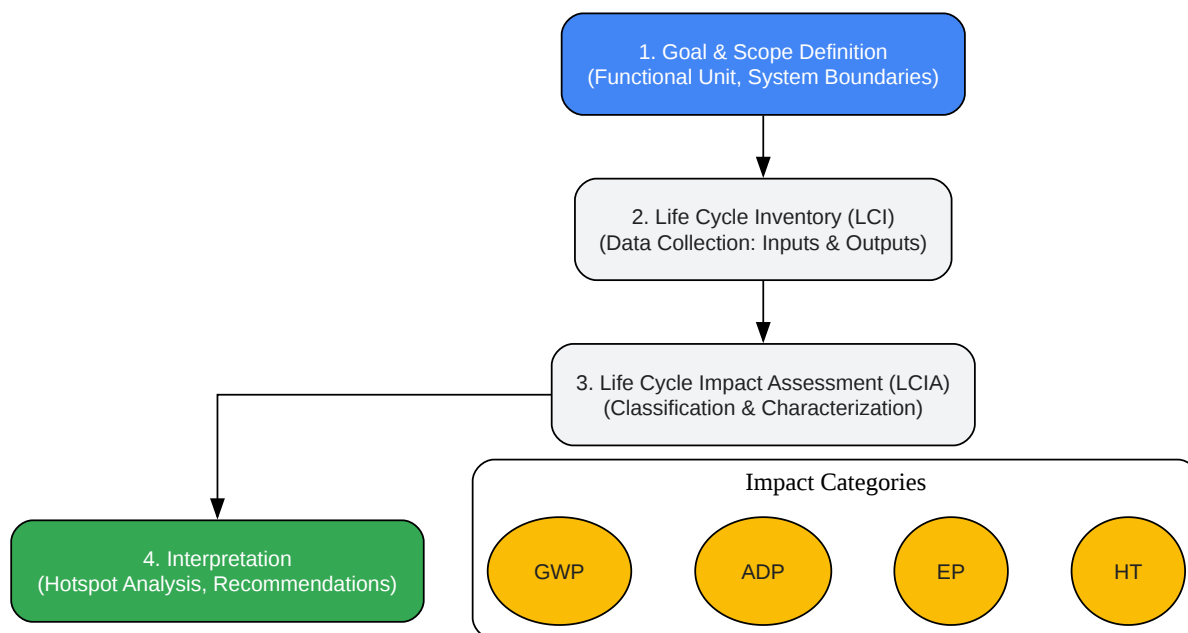 1. Goal & Scope Definition
(Functional Unit, System Boundaries)
2. Life Cycle Inventory (LCI)
(Data Collection: Inputs & Outputs)
3. Life Cycle Impact Assessment (LCIA)
(Classification & Characterization)
Impact Categories
4. Interpretation
(Hotspot Analysis, Recommendations)
GWP
ADP
EP
HT